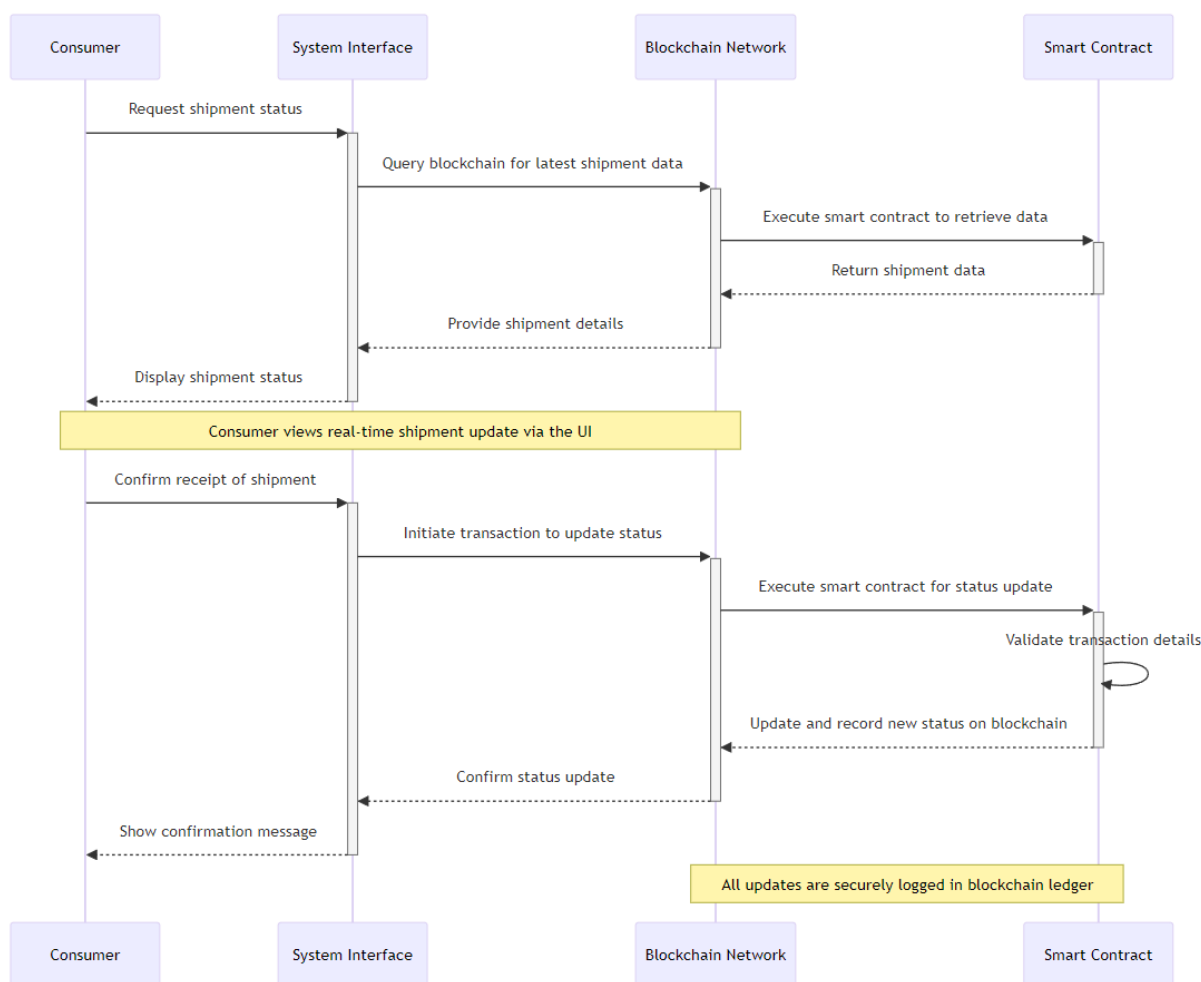 Consumer
System Interface
Blockchain Network
Smart Contract
Request shipment status
Query blockchain for latest shipment data
Execute smart contract to retrieve data
Return shipment data
Provide shipment details
Display shipment status
Consumer views real-time shipment update via the UI
Confirm receipt of shipment
Initiate transaction to update status
Execute smart contract for status update
Validate transaction details
Update and record new status on blockchain
Confirm status update
Show confirmation message
All updates are securely logged in blockchain ledger
Consumer
System Interface
Blockchain Network
Smart Contract